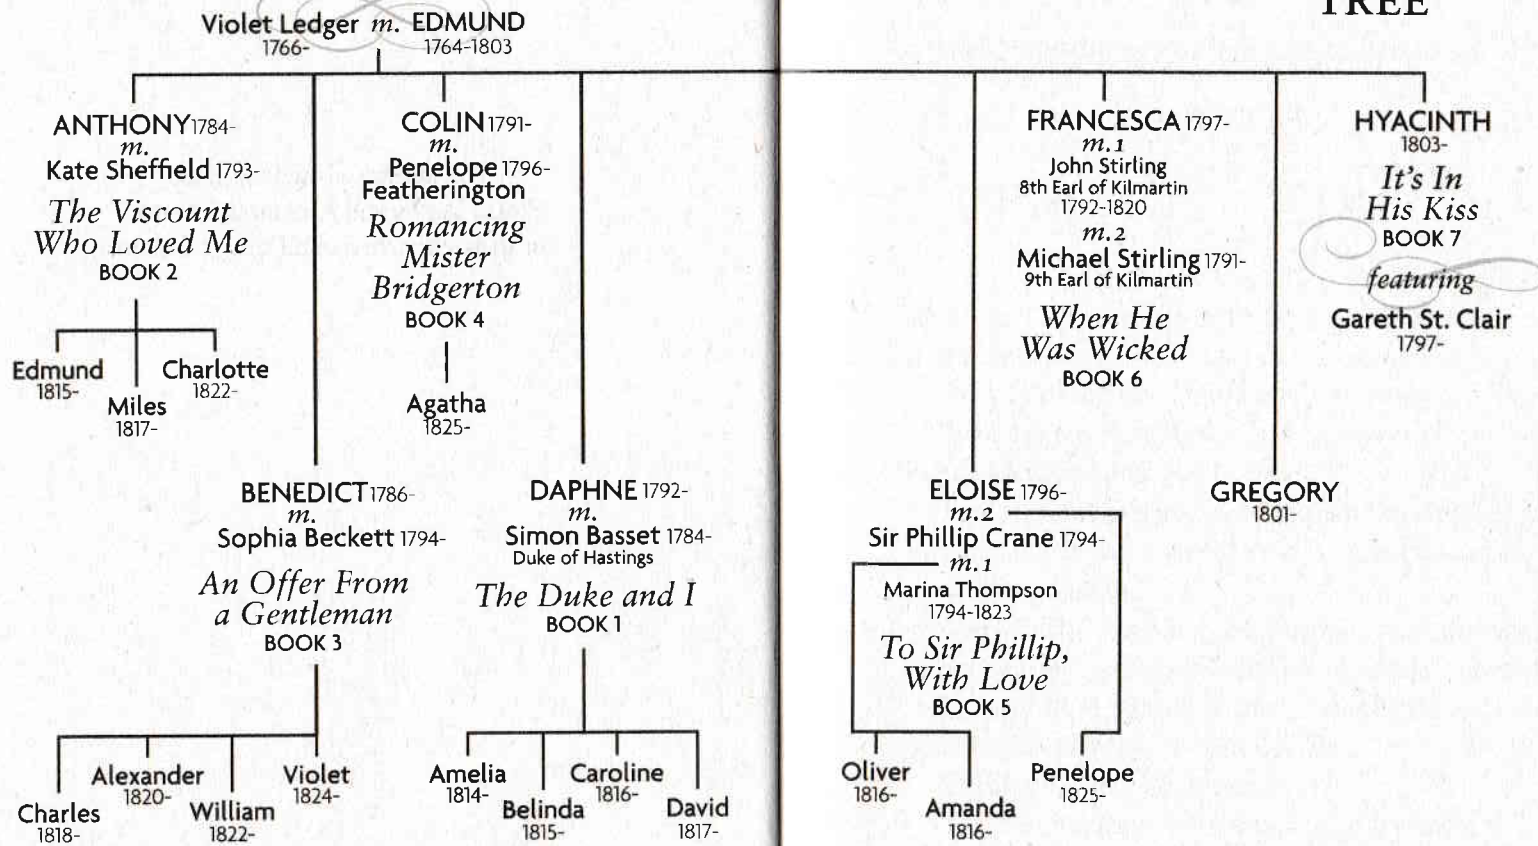 TREE
Violet Ledger m. EDMUND
1766- 1764-1803
ANTHONY 1784-
m.
Kate Sheffield 1793-
The Viscount
Who Loved Me
BOOK 2
Edmund
1815-
Miles
1817-
Charlotte
1822-
COLIN 1791-
m.
Penelope 1796-
Featherington
Romancing
Mister
Bridgerton
BOOK 4
Agatha
1825-
BENEDICT 1786-
m.
Sophia Beckett 1794-
An Offer From
a Gentleman
BOOK 3
Charles
1818-
Alexander
1820-
William
1822-
Violet
1824-
DAPHNE 1792-
m.
Simon Basset 1784-
Duke of Hastings
The Duke and I
BOOK 1
Amelia
1814-
Belinda
1815-
Caroline
1816-
David
1817-
FRANCESCA 1797-
m.1
John Stirling
8th Earl of Kilmartin
1792-1820
m.2
Michael Stirling 1791-
9th Earl of Kilmartin
When He
Was Wicked
BOOK 6
HYACINTH
1803-
It's In
His Kiss
BOOK 7
featuring
Gareth St. Clair
1797-
ELOISE 1796-
m.2
Sir Phillip Crane 1794-
m.1
Marina Thompson
1794-1823
To Sir Phillip,
With Love
BOOK 5
Oliver
1816-
Amanda
1816-
Penelope
1825-
GREGORY
1801-